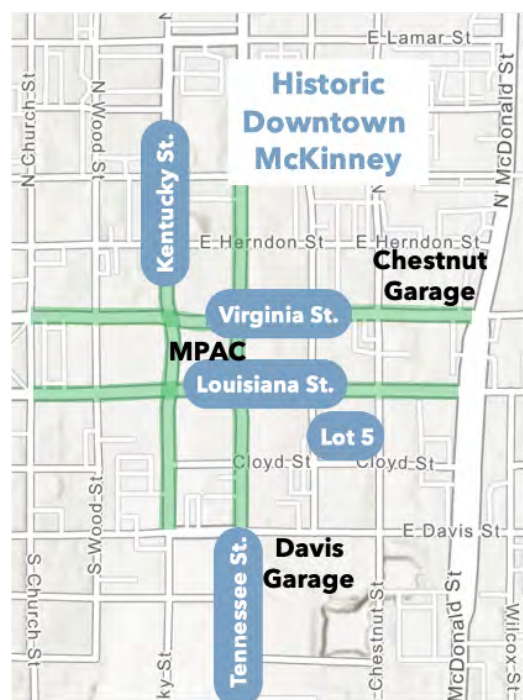 E Lamar St
N
N Church St
N Wood St
N McDonald St
Historic
Downtown
McKinney
Kentucky St.
E Herndon St
E Herndon St
Chestnut
Garage
Virginia St.
MPAC
Louisiana St.
Lot 5
Cloyd St
Cloyd St
S Wood St
E Davis St
Davis
Garage
Tennessee St.
S Church St
ky St
Chestnut St
McDonald St
Wilcox S